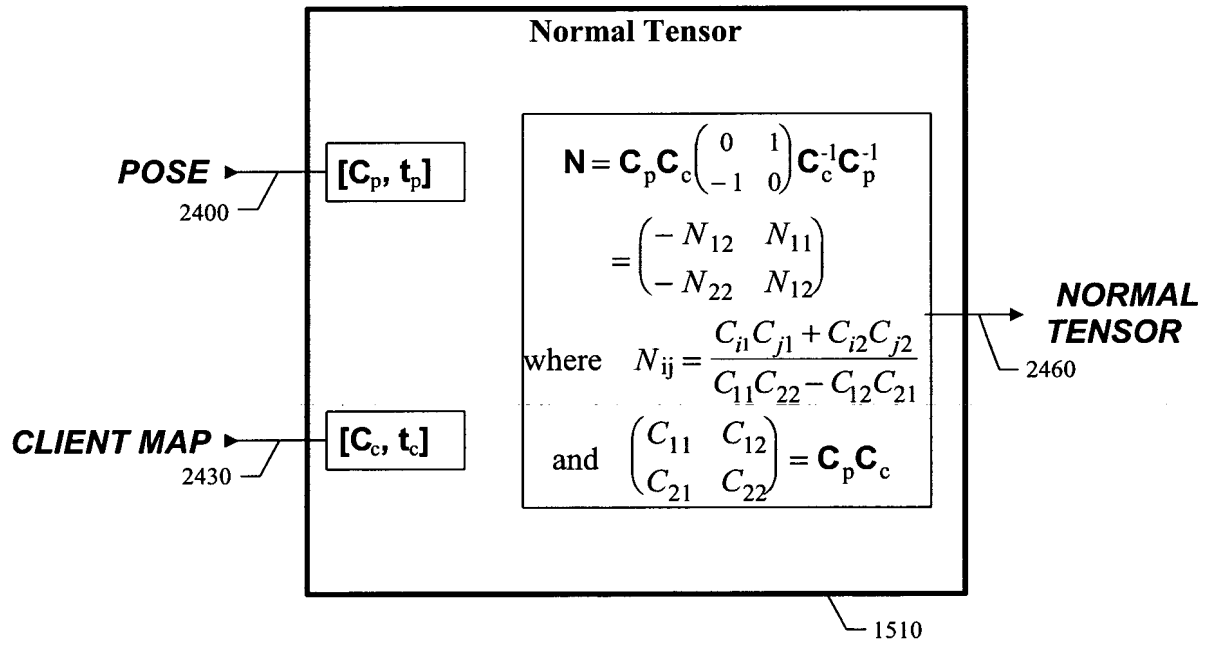 Normal Tensor
POSE
2400
[C_p, t_p]
CLIENT MAP
2430
[C_c, t_c]
N = C_p C_c ( 0 1 ; −1 0 ) C_c^-1 C_p^-1
= ( − N_12 N_11 ; − N_22 N_12 )
where N_ij = (C_i1 C_j1 + C_i2 C_j2) / (C_11 C_22 − C_12 C_21)
and ( C_11 C_12 ; C_21 C_22 ) = C_p C_c
NORMAL
TENSOR
2460
1510